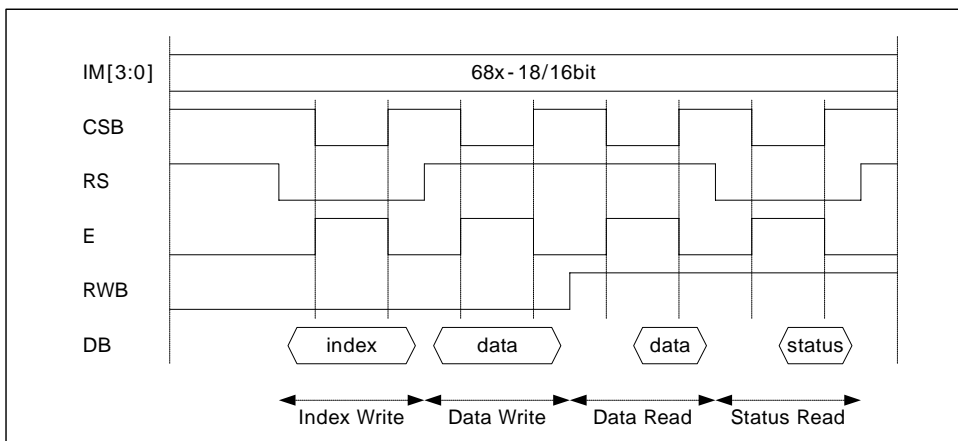 IM[3:0] 68x-18/16bit
CSB
RS
E
RWB
DB index data data status
Index Write Data Write Data Read Status Read